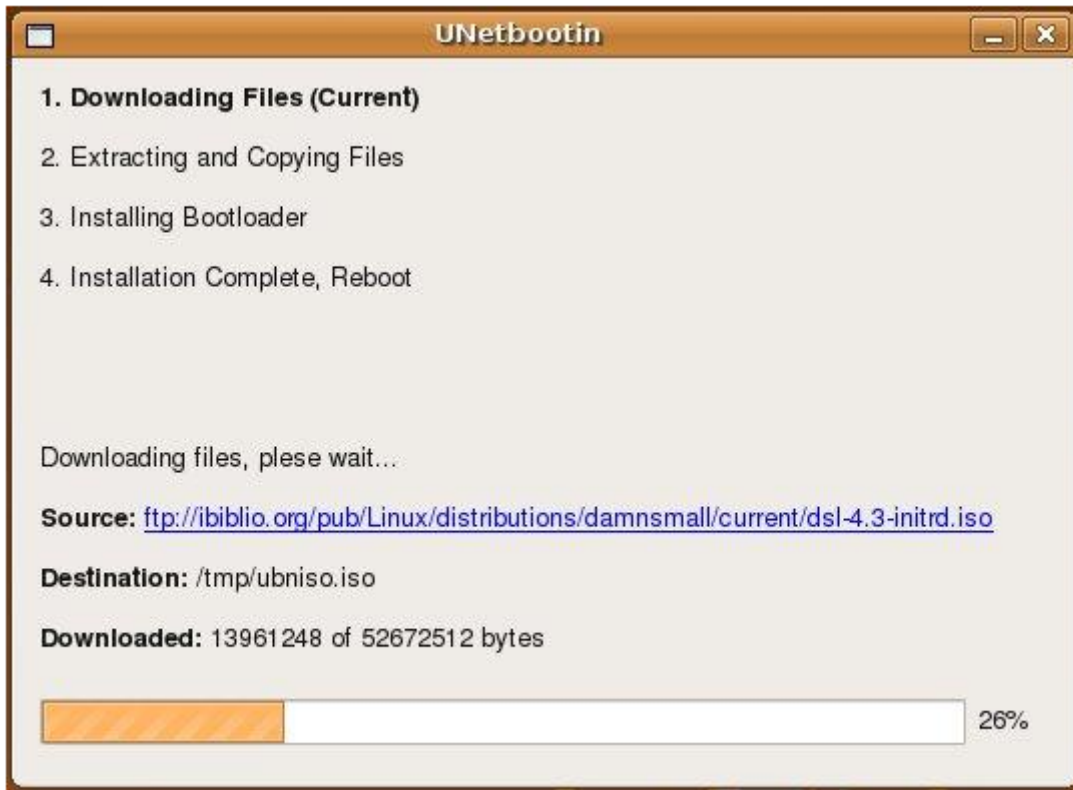 UNetbootin
1. Downloading Files (Current)
2. Extracting and Copying Files
3. Installing Bootloader
4. Installation Complete, Reboot
Downloading files, plese wait...
Source: ftp://ibiblio.org/pub/Linux/distributions/damnsmall/current/dsl-4.3-initrd.iso
Destination: /tmp/ubniso.iso
Downloaded: 13961248 of 52672512 bytes
26%